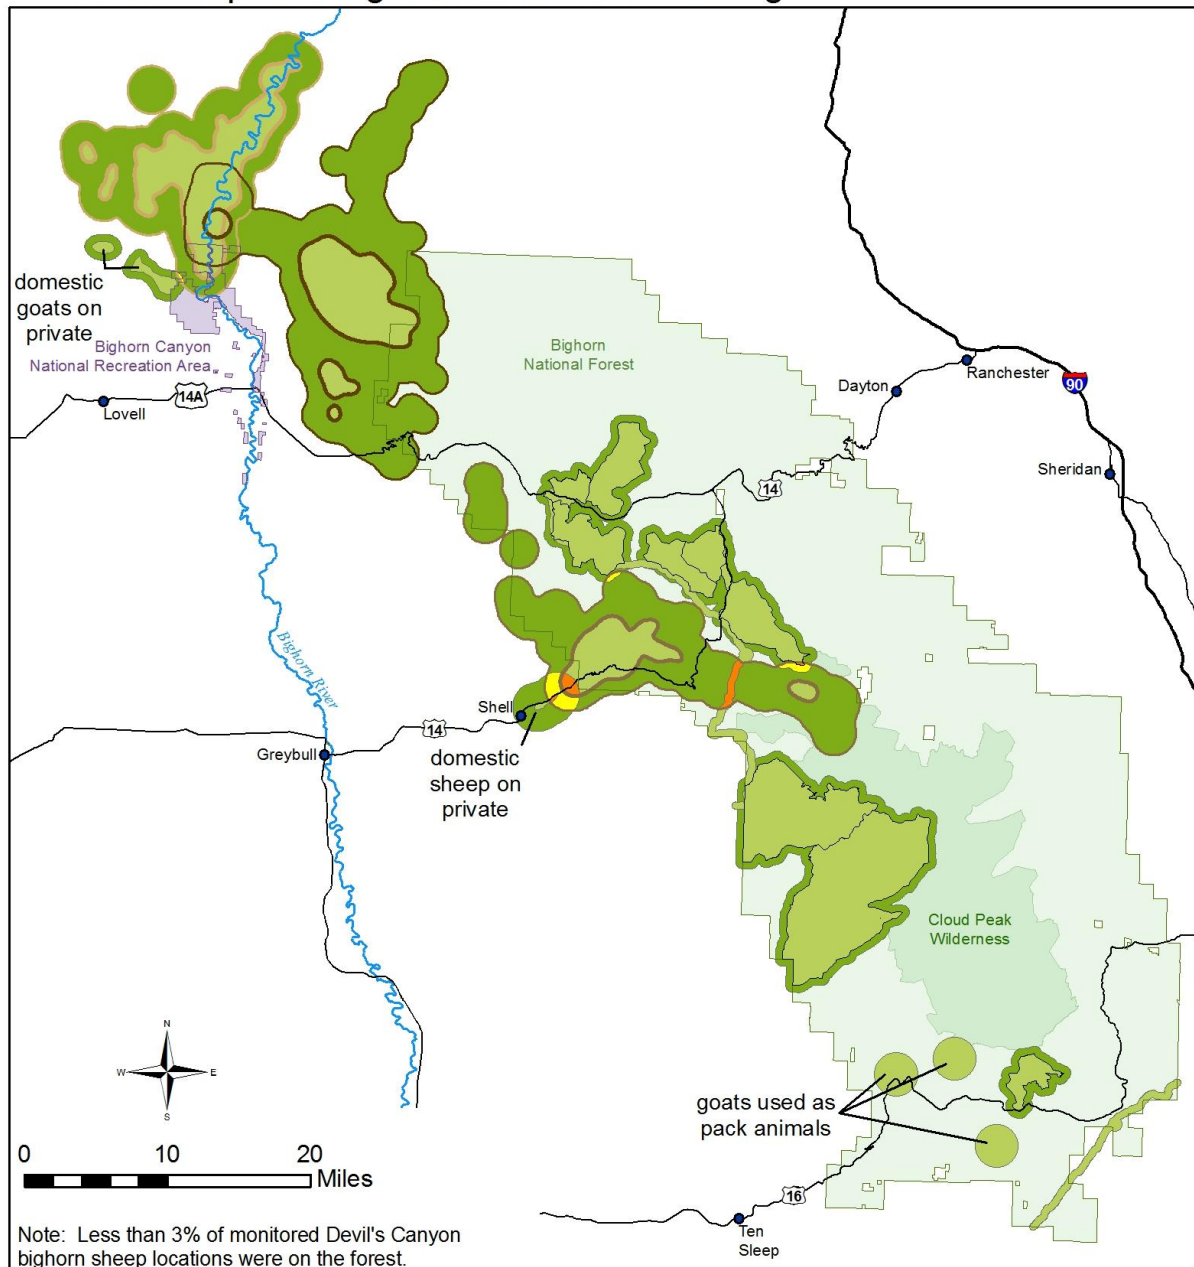 domestic
goats on
private
Bighorn Canyon
National Recreation Area
14A
Lovell
Bighorn
National Forest
Dayton
Ranchester
90
Sheridan
14
Bighorn River
Shell
14
Greybull
domestic
sheep on
private
Cloud Peak
Wilderness
N
W
E
S
goats used as
pack animals
0
10
20
Miles
16
Ten
Sleep
Note: Less than 3% of monitored Devil's Canyon
bighorn sheep locations were on the forest.